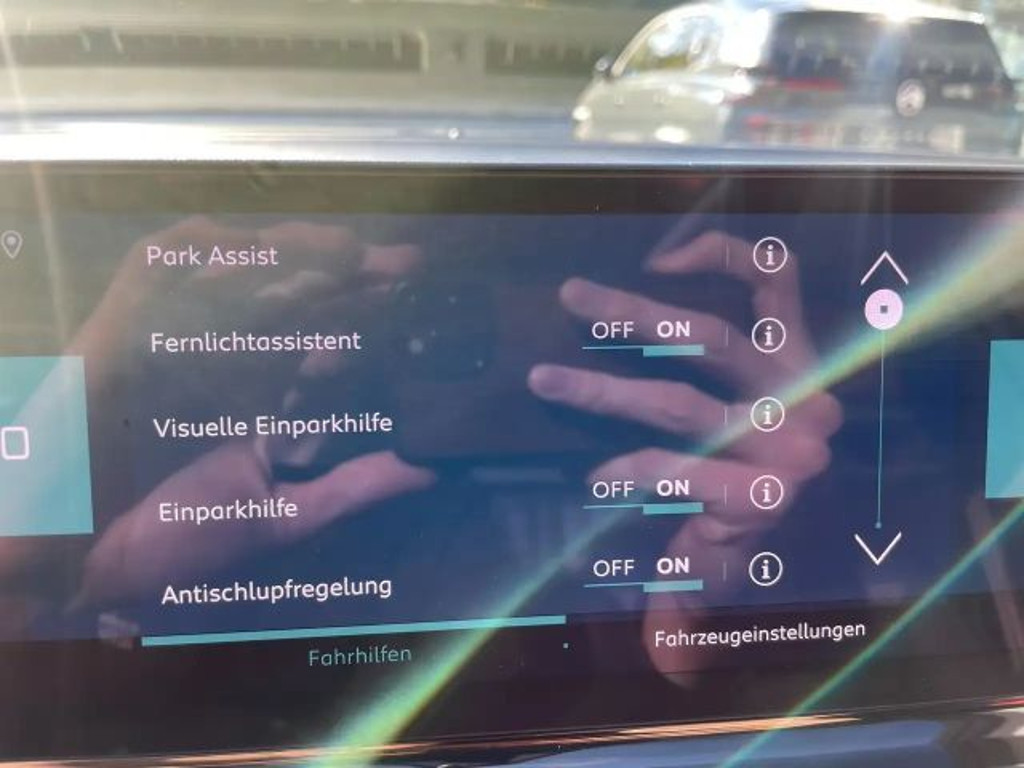 Park Assist
Fernlichtassistent OFF ON
Visuelle Einparkhilfe
Einparkhilfe OFF ON
Antischlupfregelung OFF ON
Fahrhilfen Fahrzeugeinstellungen